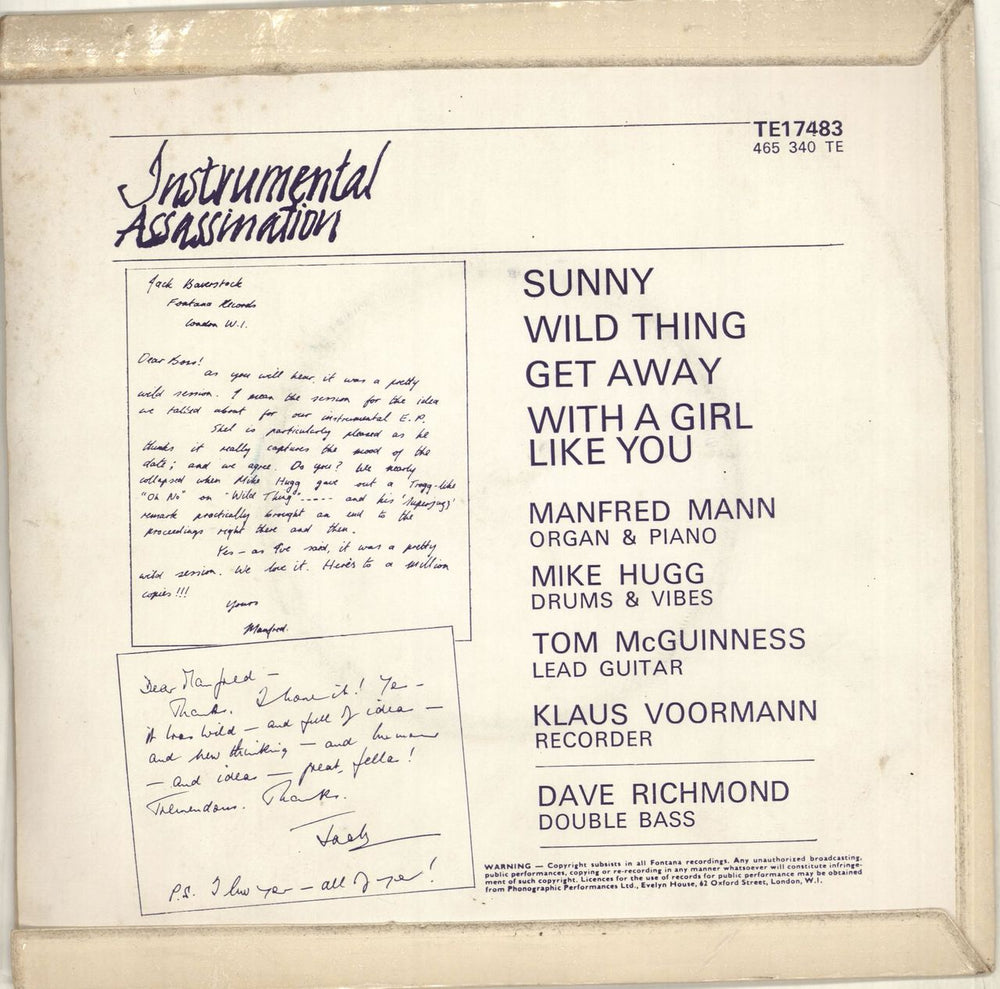 TE17483
465 340 TE
Instrumental
Assassination
Jack Baverstock
Fontana Records
London W.I.
Dear Boss!
as you will hear, it was a pretty
wild session. I mean the session for the idea
we talked about for our instrumental E.P.
Shel is particularly pleased as he
thinks it really captures the mood of the
date; and we agree. Do you? We nearly
collapsed when Mike Hugg gave out a Trogg-like
"Oh No" on "Wild Thing"----- and his 'superjugs'
remark practically brought an end to the
proceedings right there and then.
Yes – as I've said, it was a pretty
wild session. We love it. Here's to a million
copies!!!
Yours
Manfred.
Dear Manfred –
Thanks. I have it! Yes –
it was wild – and full of ideas –
and new thinking – and humour
– and ideas – great, fella!
Tremendous. Thanks.
Jack
P.S. I luv yer – all of yer!
SUNNY
WILD THING
GET AWAY
WITH A GIRL
LIKE YOU
MANFRED MANN
ORGAN & PIANO
MIKE HUGG
DRUMS & VIBES
TOM McGUINNESS
LEAD GUITAR
KLAUS VOORMANN
RECORDER
DAVE RICHMOND
DOUBLE BASS
WARNING — Copyright subsists in all Fontana recordings. Any unauthorized broadcasting,
public performances, copying or re-recording in any manner whatsoever will constitute infringe-
ment of such copyright. Licences for the use of records for public performance may be obtained
from Phonographic Performances Ltd., Evelyn House, 62 Oxford Street, London, W.I.